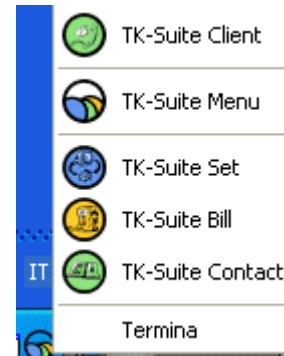 TK-Suite Client
TK-Suite Menu
TK-Suite Set
TK-Suite Bill
TK-Suite Contact
IT
Termina